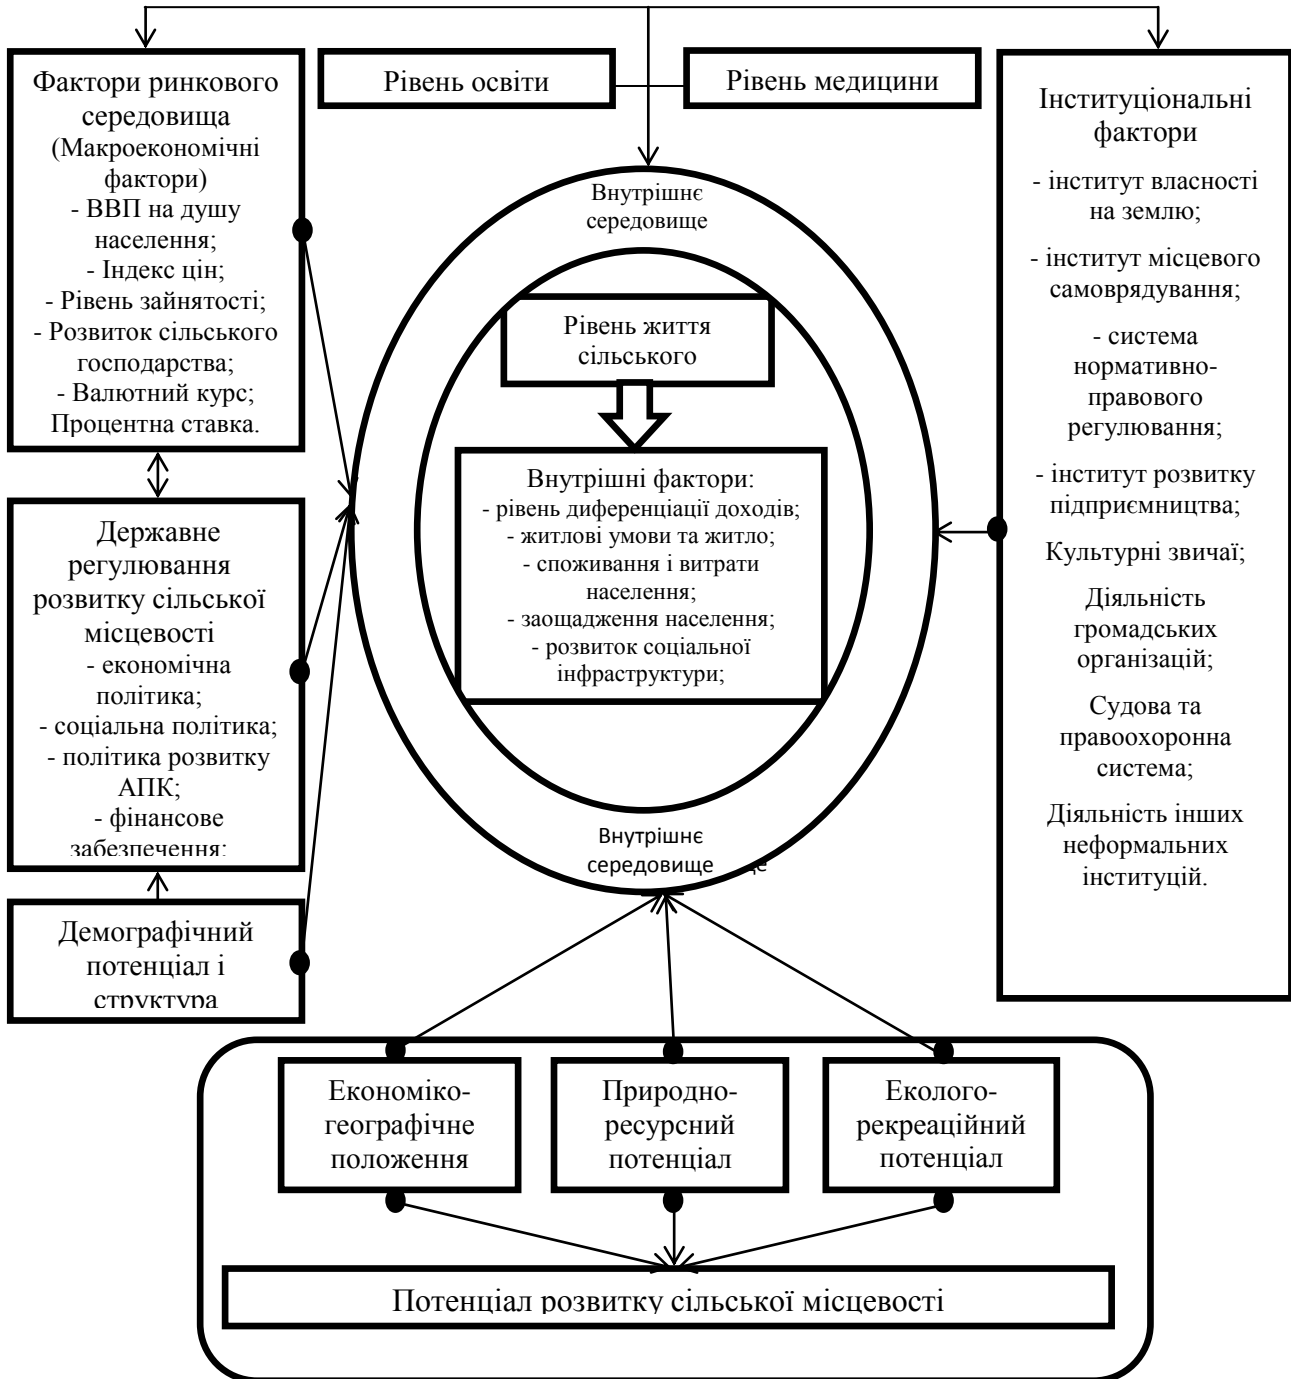 Фактори ринкового
середовища
(Макроекономічні
фактори)
- ВВП на душу
населення;
- Індекс цін;
- Рівень зайнятості;
- Розвиток сільського
господарства;
- Валютний курс;
Процентна ставка.
Рівень освіти
Рівень медицини
Інституціональні
фактори
- інститут власності
на землю;
- інститут місцевого
самоврядування;
- система
нормативно-
правового
регулювання;
- інститут розвитку
підприємництва;
Культурні звичаї;
Діяльність
громадських
організацій;
Судова та
правоохоронна
система;
Діяльність інших
неформальних
інституцій.
Внутрішнє
середовище
Рівень життя
сільського
Внутрішні фактори:
- рівень диференціації доходів;
- житлові умови та житло;
- споживання і витрати
населення;
- заощадження населення;
- розвиток соціальної
інфраструктури;
Внутрішнє
середовище
Державне
регулювання
розвитку сільської
місцевості
- економічна
політика;
- соціальна політика;
- політика розвитку
АПК;
- фінансове
забезпечення;
Демографічний
потенціал і
структура
Економіко-
географічне
положення
Природно-
ресурсний
потенціал
Еколого-
рекреаційний
потенціал
Потенціал розвитку сільської місцевості